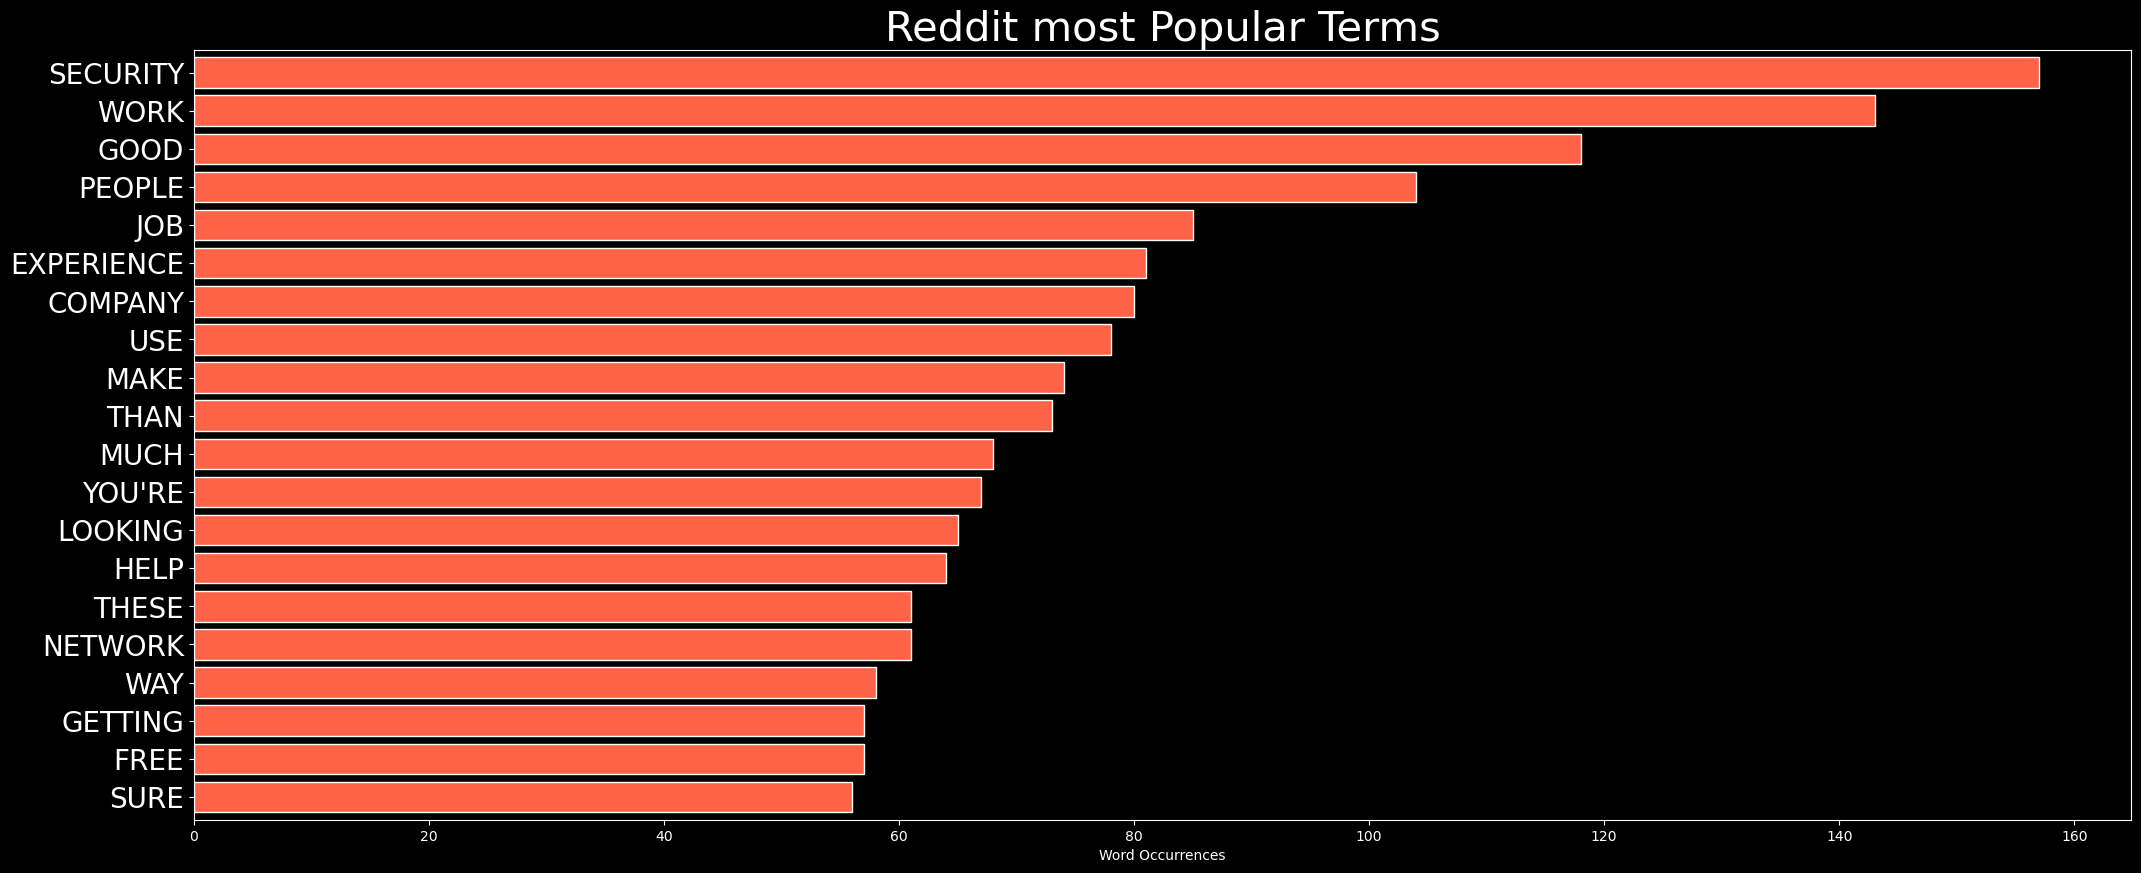 Reddit most Popular Terms
SECURITY
WORK
GOOD
PEOPLE
JOB
EXPERIENCE
COMPANY
USE
MAKE
THAN
MUCH
YOU'RE
LOOKING
HELP
THESE
NETWORK
WAY
GETTING
FREE
SURE
0 20 40 60 80 100 120 140 160
Word Occurrences